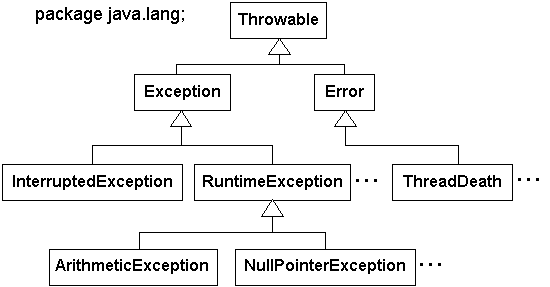 package java.lang;
Throwable
Exception
Error
InterruptedException
RuntimeException
...
ThreadDeath
...
ArithmeticException
NullPointerException
...